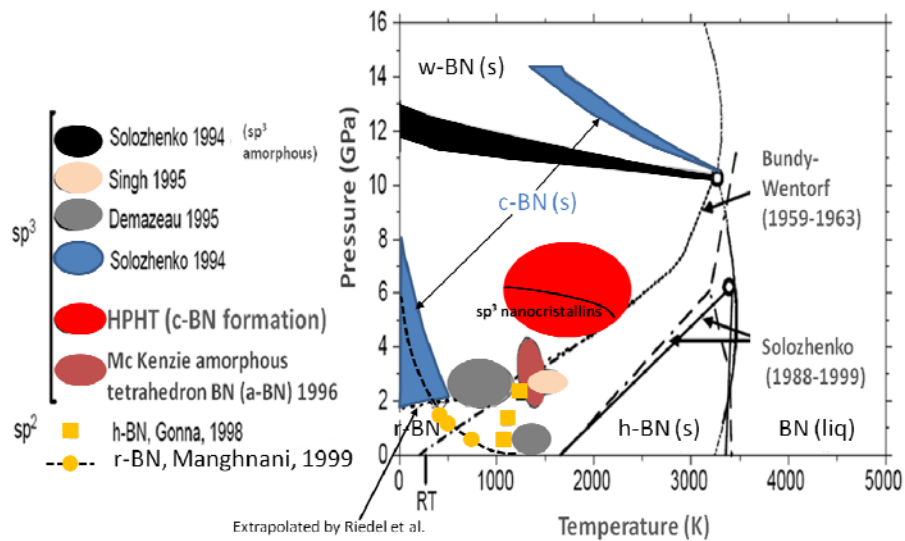 sp³
Solozhenko 1994 (sp³ amorphous)
Singh 1995
Demazeau 1995
Solozhenko 1994
HPHT (c-BN formation)
Mc Kenzie amorphous
tetrahedron BN (a-BN) 1996
sp²
h-BN, Gonna, 1998
r-BN, Manghnani, 1999
Extrapolated by Riedel et al.
Pressure (GPa)
16
14
12
10
8
6
4
2
0
w-BN (s)
c-BN (s)
Bundy-
Wentorf
(1959-1963)
sp³ nanocristallins
Solozhenko
(1988-1999)
r-BN
h-BN (s)
BN (liq)
0
1000
2000
3000
4000
5000
RT
Temperature (K)